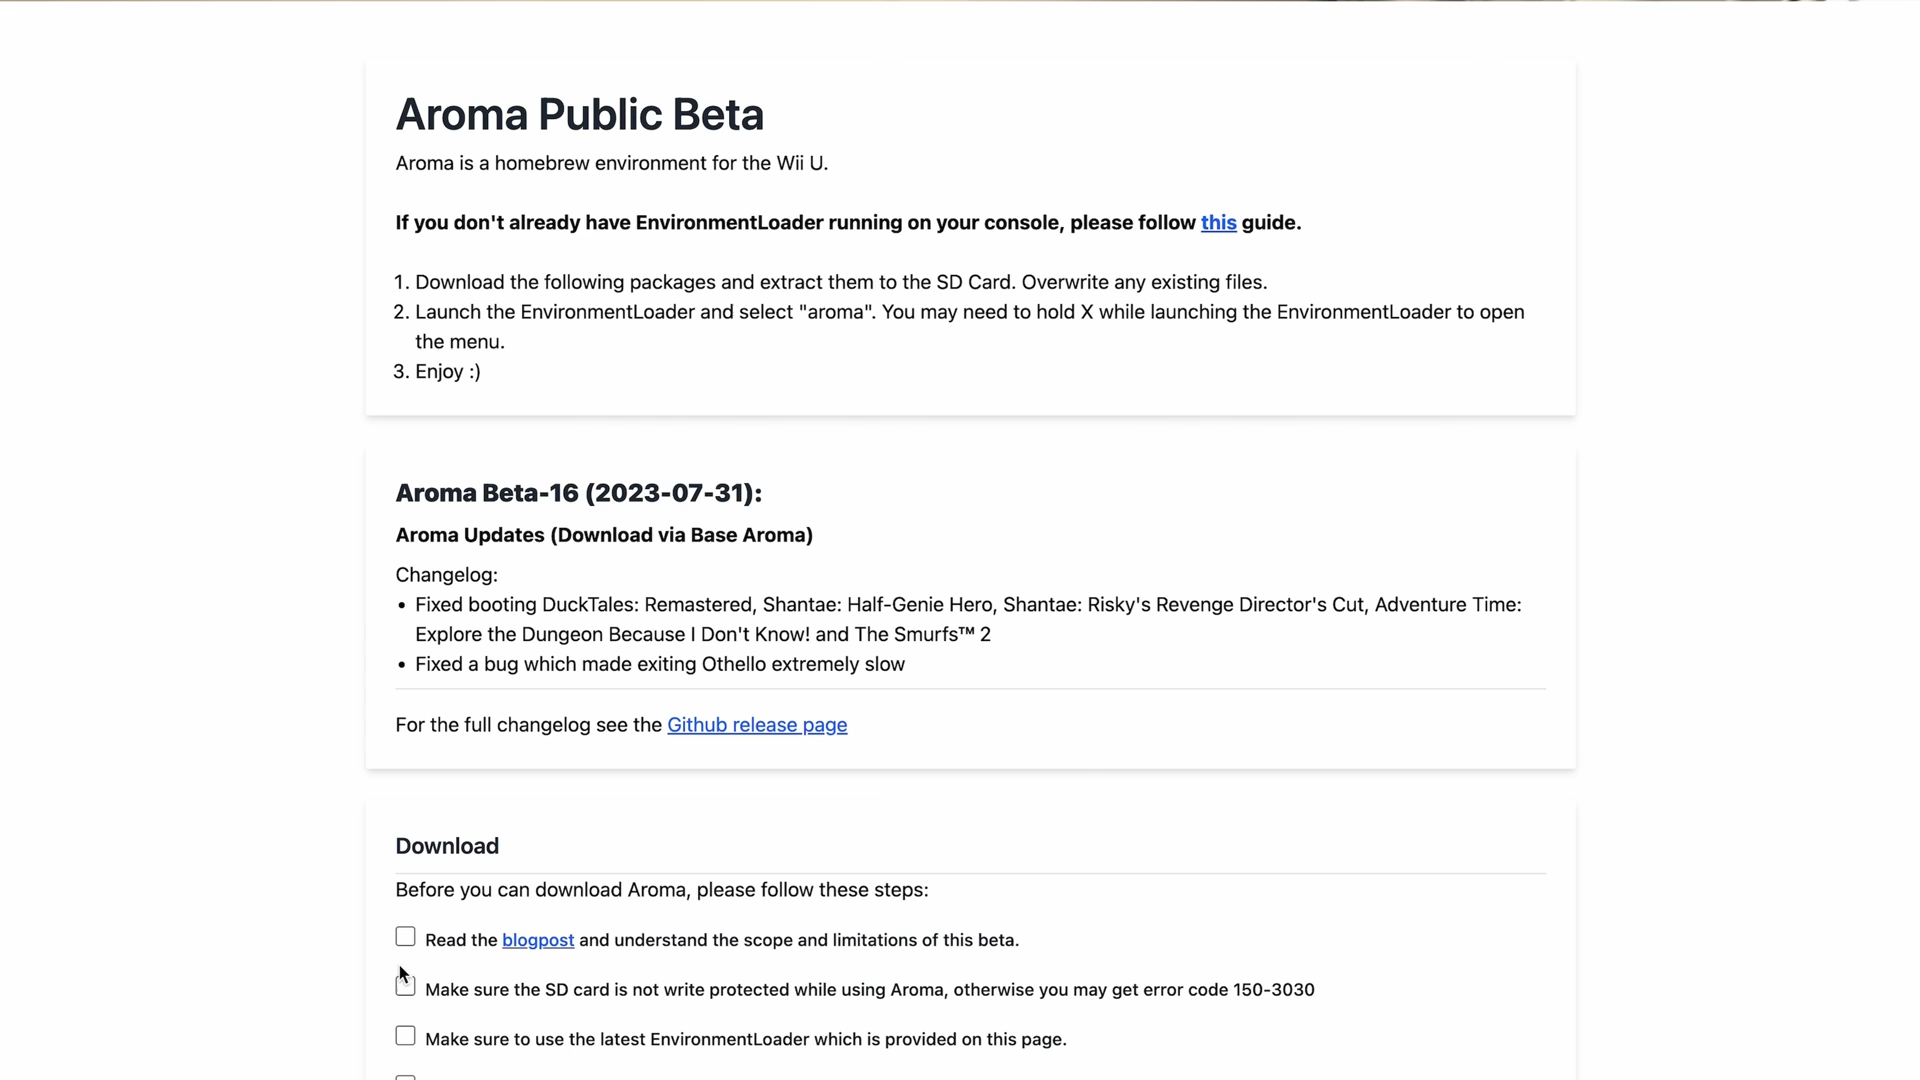 Aroma Public Beta
Aroma is a homebrew environment for the Wii U.
If you don't already have EnvironmentLoader running on your console, please follow this guide.
1. Download the following packages and extract them to the SD Card. Overwrite any existing files.
2. Launch the EnvironmentLoader and select "aroma". You may need to hold X while launching the EnvironmentLoader to open
the menu.
3. Enjoy :)
Aroma Beta-16 (2023-07-31):
Aroma Updates (Download via Base Aroma)
Changelog:
• Fixed booting DuckTales: Remastered, Shantae: Half-Genie Hero, Shantae: Risky's Revenge Director's Cut, Adventure Time:
Explore the Dungeon Because I Don't Know! and The Smurfs™ 2
• Fixed a bug which made exiting Othello extremely slow
For the full changelog see the Github release page
Download
Before you can download Aroma, please follow these steps:
Read the blogpost and understand the scope and limitations of this beta.
Make sure the SD card is not write protected while using Aroma, otherwise you may get error code 150-3030
Make sure to use the latest EnvironmentLoader which is provided on this page.